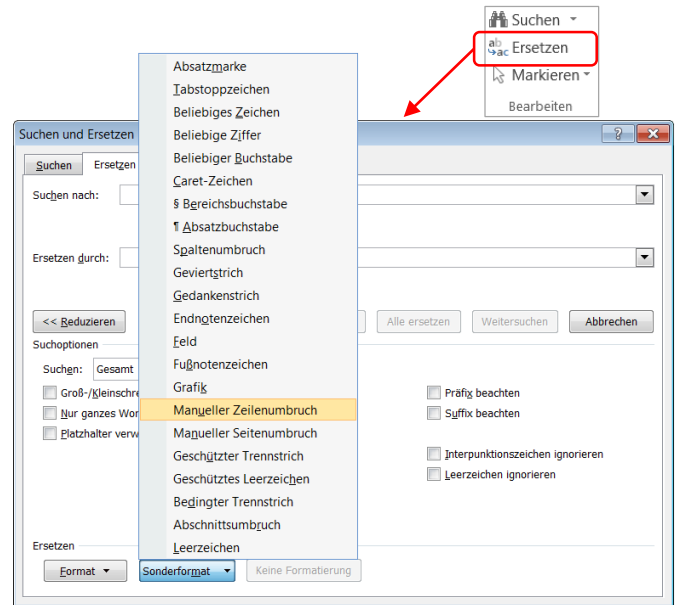 Suchen
ab
ac Ersetzen
Markieren
Bearbeiten
Suchen und Ersetzen
?
Suchen
Ersetzen
Suchen nach:
Ersetzen durch:
Absatzmarke
Tabstoppzeichen
Beliebiges Zeichen
Beliebige Ziffer
Beliebiger Buchstabe
Caret-Zeichen
§ Bereichsbuchstabe
¶ Absatzbuchstabe
Spaltenumbruch
Geviertstrich
Gedankenstrich
Endnotenzeichen
Feld
Fußnotenzeichen
Grafik
Manueller Zeilenumbruch
Manueller Seitenumbruch
Geschützter Trennstrich
Geschütztes Leerzeichen
Bedingter Trennstrich
Abschnittsumbruch
Leerzeichen
<< Reduzieren
Alle ersetzen
Weitersuchen
Abbrechen
Suchoptionen
Suchen: Gesamt
Groß-/Kleinschre
Nur ganzes Wor
Platzhalter verw
Präfix beachten
Suffix beachten
Interpunktionszeichen ignorieren
Leerzeichen ignorieren
Ersetzen
Format
Sonderformat
Keine Formatierung